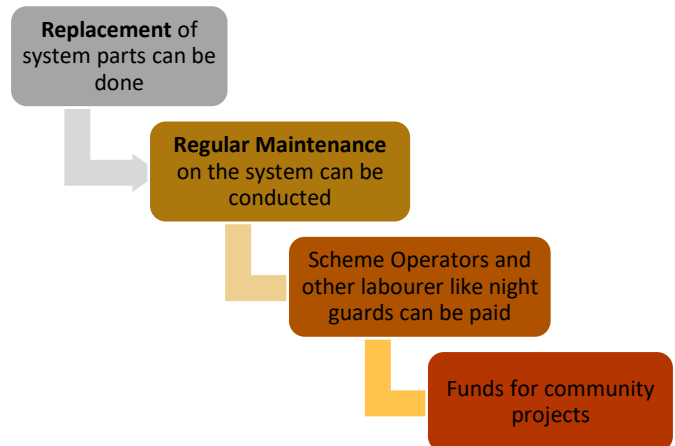 Replacement of
system parts can be
done
Regular Maintenance
on the system can be
conducted
Scheme Operators and
other labourer like night
guards can be paid
Funds for community
projects